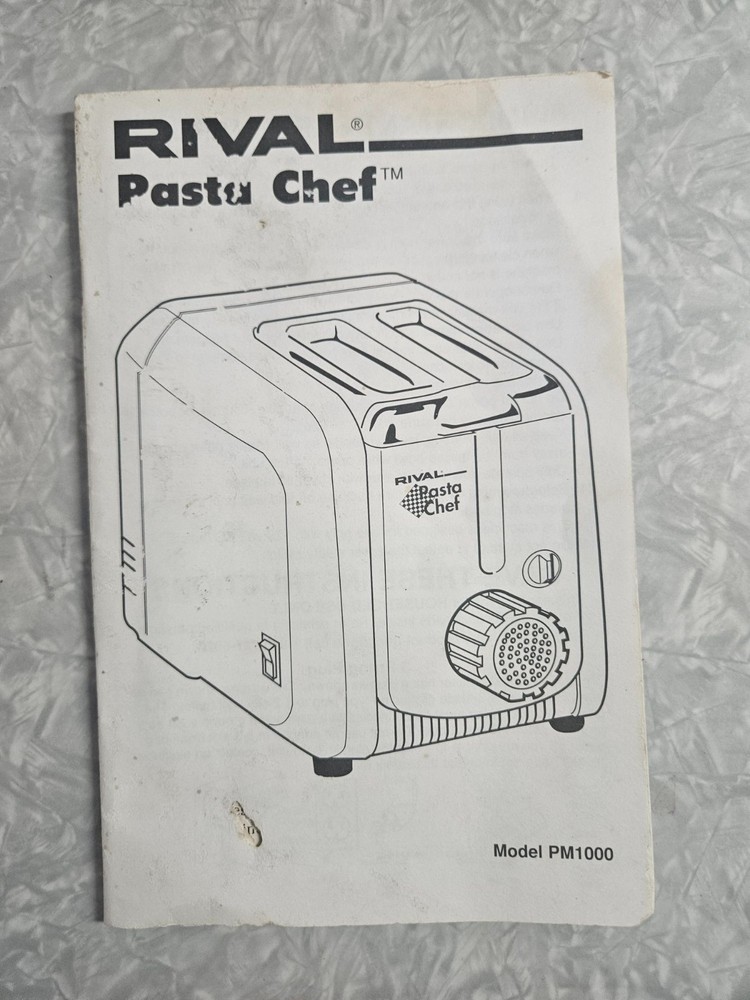 RIVAL®
Pasta Chef™
RIVAL
Pasta
Chef
Model PM1000